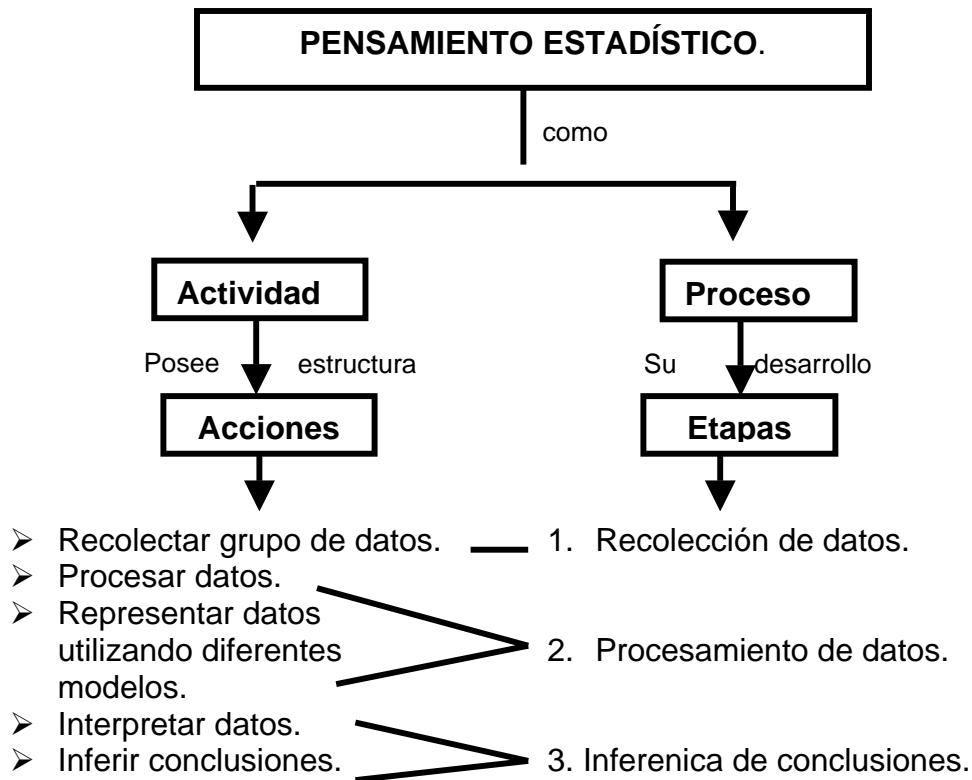 PENSAMIENTO ESTADÍSTICO.
como
Actividad
Proceso
Posee estructura
Su desarrollo
Acciones
Etapas
➢ Recolectar grupo de datos.
1. Recolección de datos.
➢ Procesar datos.
➢ Representar datos
utilizando diferentes
modelos.
2. Procesamiento de datos.
➢ Interpretar datos.
➢ Inferir conclusiones.
3. Inferenica de conclusiones.